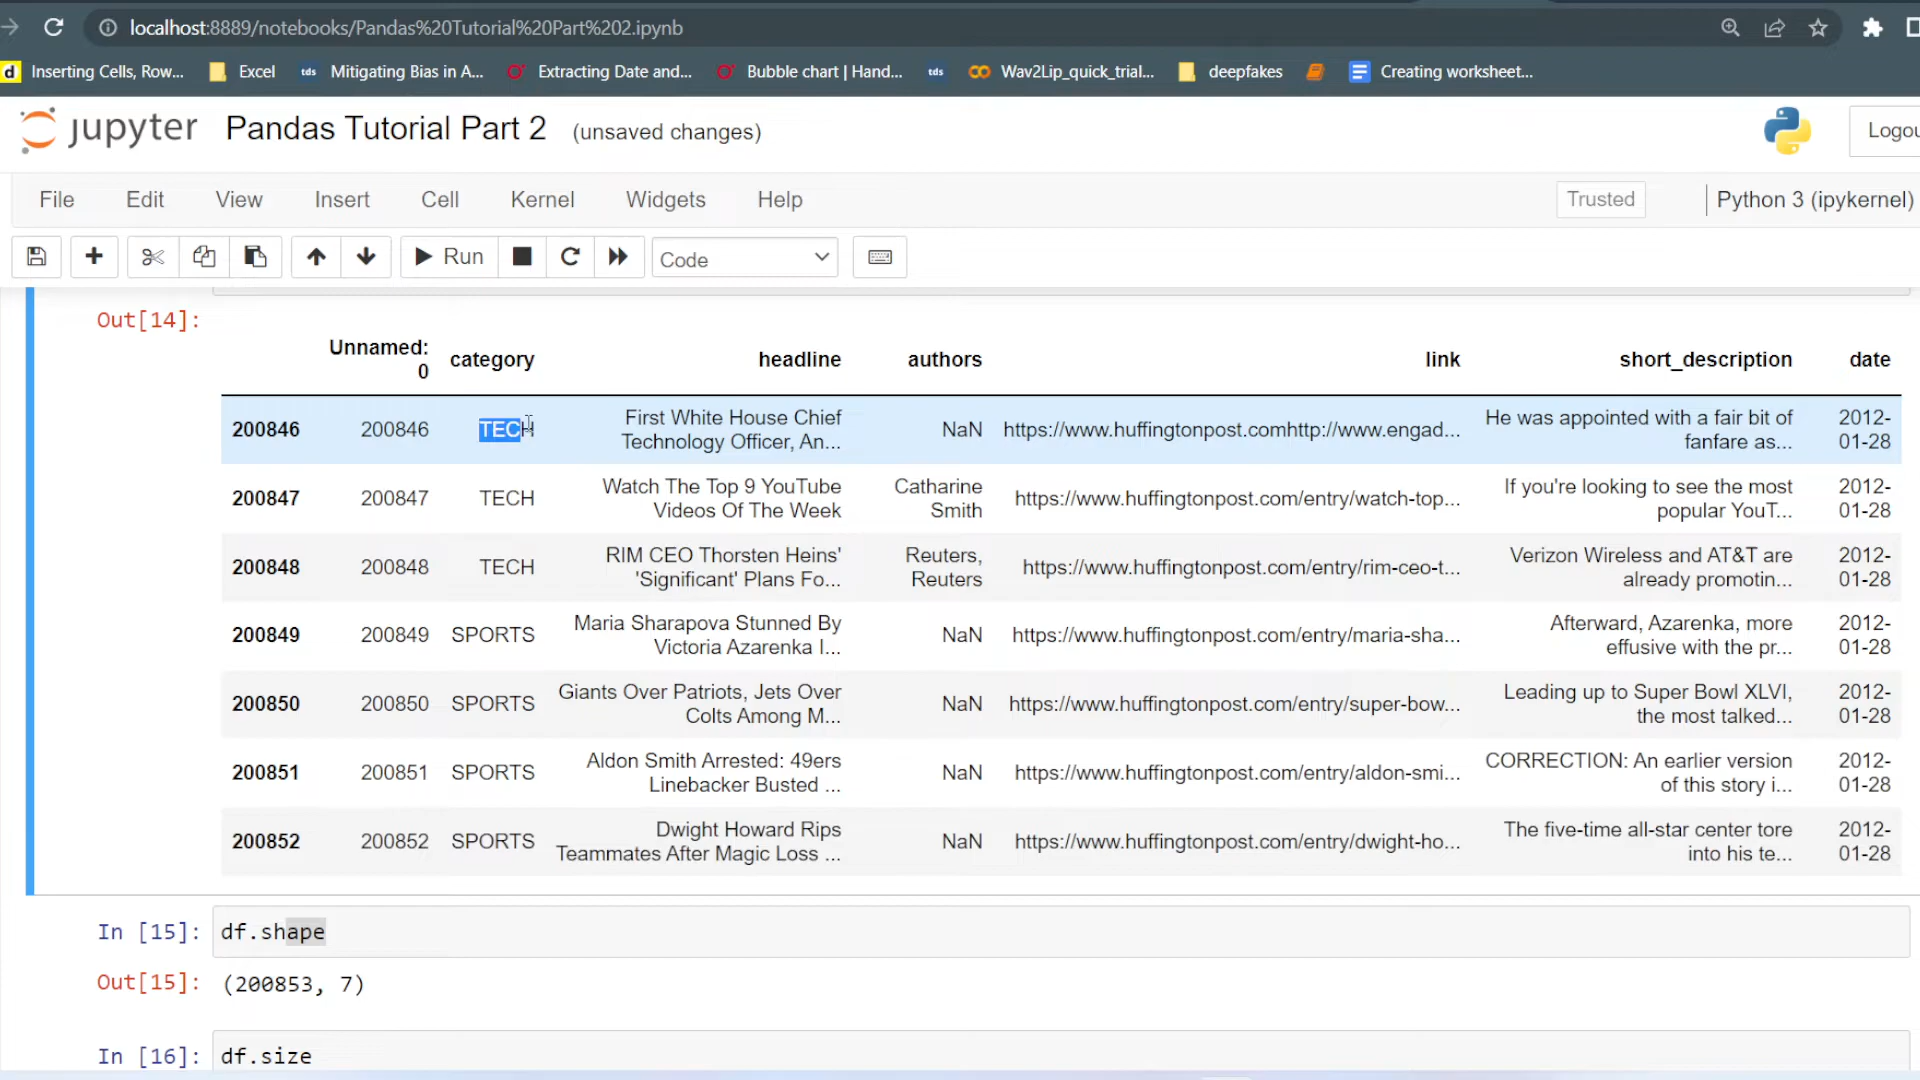 localhost:8889/notebooks/Pandas%20Tutorial%20Part%202.ipynb
d Inserting Cells, Row... Excel tds Mitigating Bias in A... Extracting Date and... Bubble chart | Hand... tds Wav2Lip_quick_trial... deepfakes Creating worksheet...
jupyter Pandas Tutorial Part 2 (unsaved changes) Logou
File Edit View Insert Cell Kernel Widgets Help Trusted Python 3 (ipykernel)
Run Code
Out[14]:
Unnamed: 0 category headline authors link short_description date
200846 200846 TECH First White House Chief Technology Officer, An... NaN https://www.huffingtonpost.comhttp://www.engad... He was appointed with a fair bit of fanfare as... 2012-01-28
200847 200847 TECH Watch The Top 9 YouTube Videos Of The Week Catharine Smith https://www.huffingtonpost.com/entry/watch-top... If you're looking to see the most popular YouT... 2012-01-28
200848 200848 TECH RIM CEO Thorsten Heins' 'Significant' Plans Fo... Reuters, Reuters https://www.huffingtonpost.com/entry/rim-ceo-t... Verizon Wireless and AT&T are already promotin... 2012-01-28
200849 200849 SPORTS Maria Sharapova Stunned By Victoria Azarenka I... NaN https://www.huffingtonpost.com/entry/maria-sha... Afterward, Azarenka, more effusive with the pr... 2012-01-28
200850 200850 SPORTS Giants Over Patriots, Jets Over Colts Among M... NaN https://www.huffingtonpost.com/entry/super-bow... Leading up to Super Bowl XLVI, the most talked... 2012-01-28
200851 200851 SPORTS Aldon Smith Arrested: 49ers Linebacker Busted ... NaN https://www.huffingtonpost.com/entry/aldon-smi... CORRECTION: An earlier version of this story i... 2012-01-28
200852 200852 SPORTS Dwight Howard Rips Teammates After Magic Loss ... NaN https://www.huffingtonpost.com/entry/dwight-ho... The five-time all-star center tore into his te... 2012-01-28
In [15]: df.shape
Out[15]: (200853, 7)
In [16]: df.size